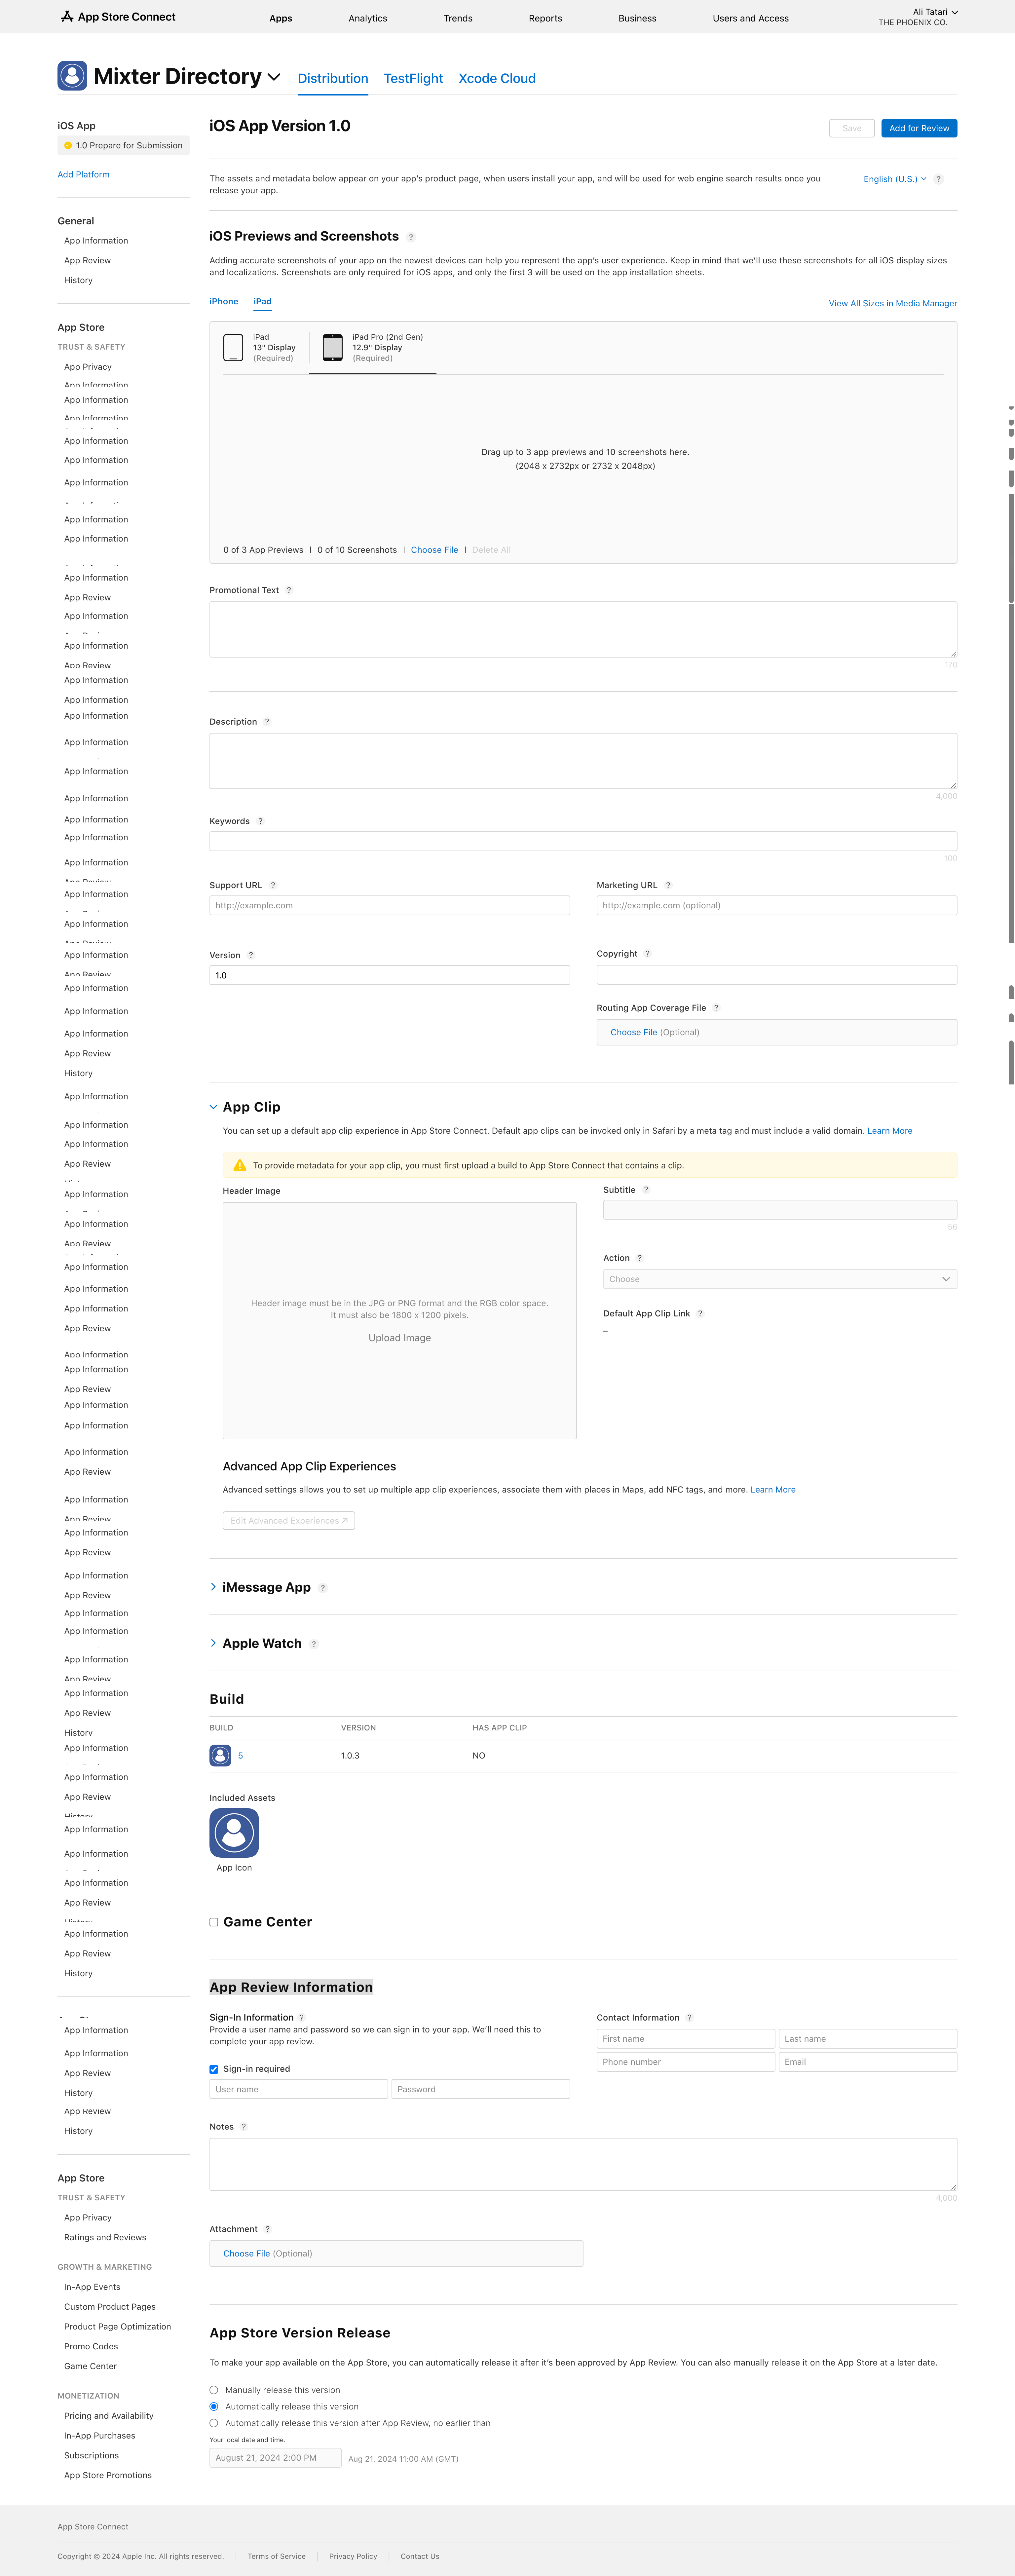 App Store Connect
Apps
Analytics
Trends
Reports
Business
Users and Access
Ali Tatari
THE PHOENIX CO.
Mixter Directory
Distribution
TestFlight
Xcode Cloud
iOS App
1.0 Prepare for Submission
Add Platform
General
App Information
App Review
History
App Store
TRUST & SAFETY
App Privacy
App Information
App Information
App Information
App Information
App Information
App Information
App Information
App Information
App Information
App Review
App Information
App Information
App Review
App Information
App Information
App Information
App Information
App Information
App Information
App Information
App Information
App Information
App Review
App Information
App Information
App Review
App Information
App Review
App Information
App Information
App Information
App Review
History
App Information
App Information
App Information
App Review
App Information
App Information
App Review
App Information
App Information
App Information
App Review
App Information
App Information
App Review
App Information
App Information
App Information
App Review
App Information
App Review
App Information
App Review
App Information
App Review
App Information
App Information
App Information
App Review
App Information
App Review
History
App Information
App Information
App Review
History
App Information
App Information
App Information
App Review
App Information
App Review
History
App Information
App Information
App Review
History
App Review
History
App Store
TRUST & SAFETY
App Privacy
Ratings and Reviews
GROWTH & MARKETING
In-App Events
Custom Product Pages
Product Page Optimization
Promo Codes
Game Center
MONETIZATION
Pricing and Availability
In-App Purchases
Subscriptions
App Store Promotions
iOS App Version 1.0
Save
Add for Review
The assets and metadata below appear on your app's product page, when users install your app, and will be used for web engine search results once you
release your app.
English (U.S.)
?
iOS Previews and Screenshots ?
Adding accurate screenshots of your app on the newest devices can help you represent the app's user experience. Keep in mind that we'll use these screenshots for all iOS display sizes
and localizations. Screenshots are only required for iOS apps, and only the first 3 will be used on the app installation sheets.
iPhone
iPad
View All Sizes in Media Manager
iPad
13" Display
(Required)
iPad Pro (2nd Gen)
12.9" Display
(Required)
Drag up to 3 app previews and 10 screenshots here.
(2048 x 2732px or 2732 x 2048px)
0 of 3 App Previews | 0 of 10 Screenshots | Choose File | Delete All
Promotional Text ?
170
Description ?
4,000
Keywords ?
100
Support URL ?
http://example.com
Marketing URL ?
http://example.com (optional)
Version ?
1.0
Copyright ?
Routing App Coverage File ?
Choose File (Optional)
App Clip
You can set up a default app clip experience in App Store Connect. Default app clips can be invoked only in Safari by a meta tag and must include a valid domain. Learn More
To provide metadata for your app clip, you must first upload a build to App Store Connect that contains a clip.
Header Image
Header image must be in the JPG or PNG format and the RGB color space.
It must also be 1800 x 1200 pixels.
Upload Image
Subtitle ?
56
Action ?
Choose
Default App Clip Link ?
–
Advanced App Clip Experiences
Advanced settings allows you to set up multiple app clip experiences, associate them with places in Maps, add NFC tags, and more. Learn More
Edit Advanced Experiences
iMessage App ?
Apple Watch ?
Build
BUILD
VERSION
HAS APP CLIP
5
1.0.3
NO
Included Assets
App Icon
Game Center
App Review Information
Sign-In Information ?
Provide a user name and password so we can sign in to your app. We'll need this to
complete your app review.
Sign-in required
User name
Password
Contact Information ?
First name
Last name
Phone number
Email
Notes ?
4,000
Attachment ?
Choose File (Optional)
App Store Version Release
To make your app available on the App Store, you can automatically release it after it's been approved by App Review. You can also manually release it on the App Store at a later date.
Manually release this version
Automatically release this version
Automatically release this version after App Review, no earlier than
Your local date and time.
August 21, 2024 2:00 PM
Aug 21, 2024 11:00 AM (GMT)
App Store Connect
Copyright © 2024 Apple Inc. All rights reserved.
Terms of Service
Privacy Policy
Contact Us